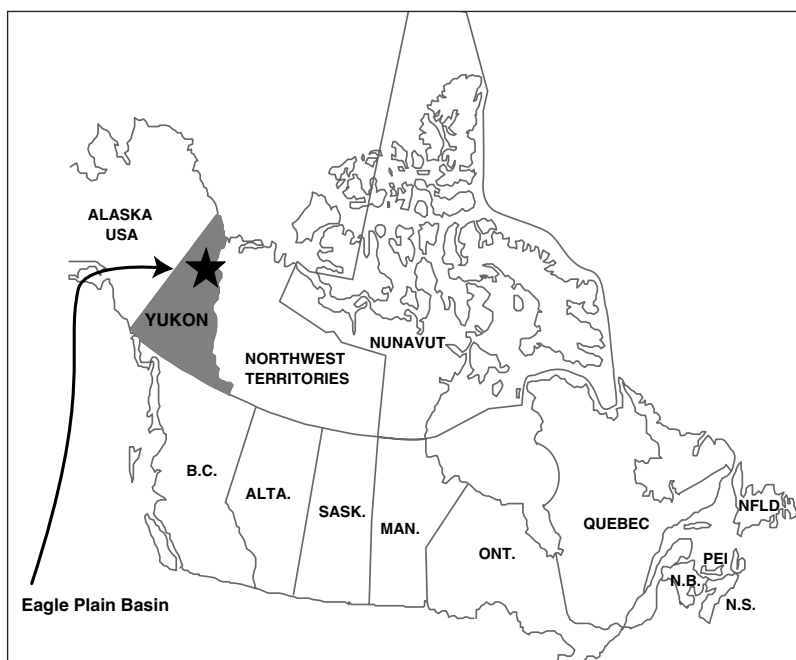 ALASKA
USA
YUKON
NORTHWEST
TERRITORIES
NUNAVUT
B.C.
ALTA.
SASK.
MAN.
ONT.
QUEBEC
NFLD
PEI
N.B.
N.S.
Eagle Plain Basin